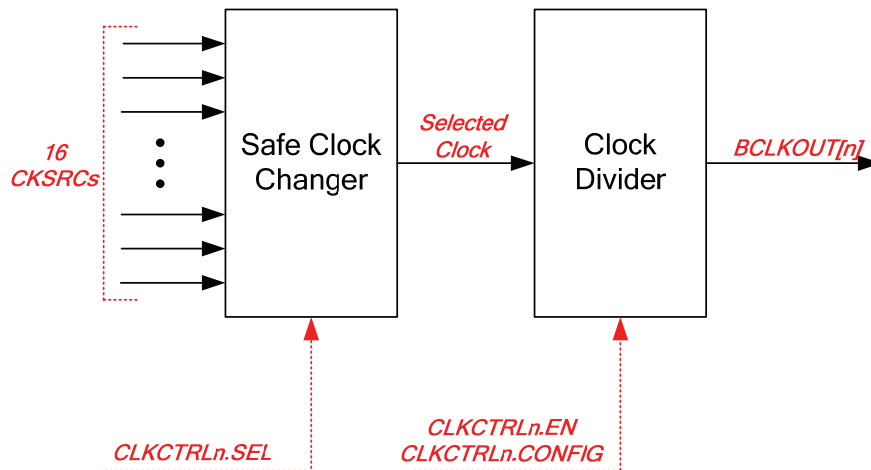 16
CKSRCs
Safe Clock
Changer
Selected
Clock
Clock
Divider
BCLKOUT[n]
CLKCTRLn.SEL
CLKCTRLn.EN
CLKCTRLn.CONFIG